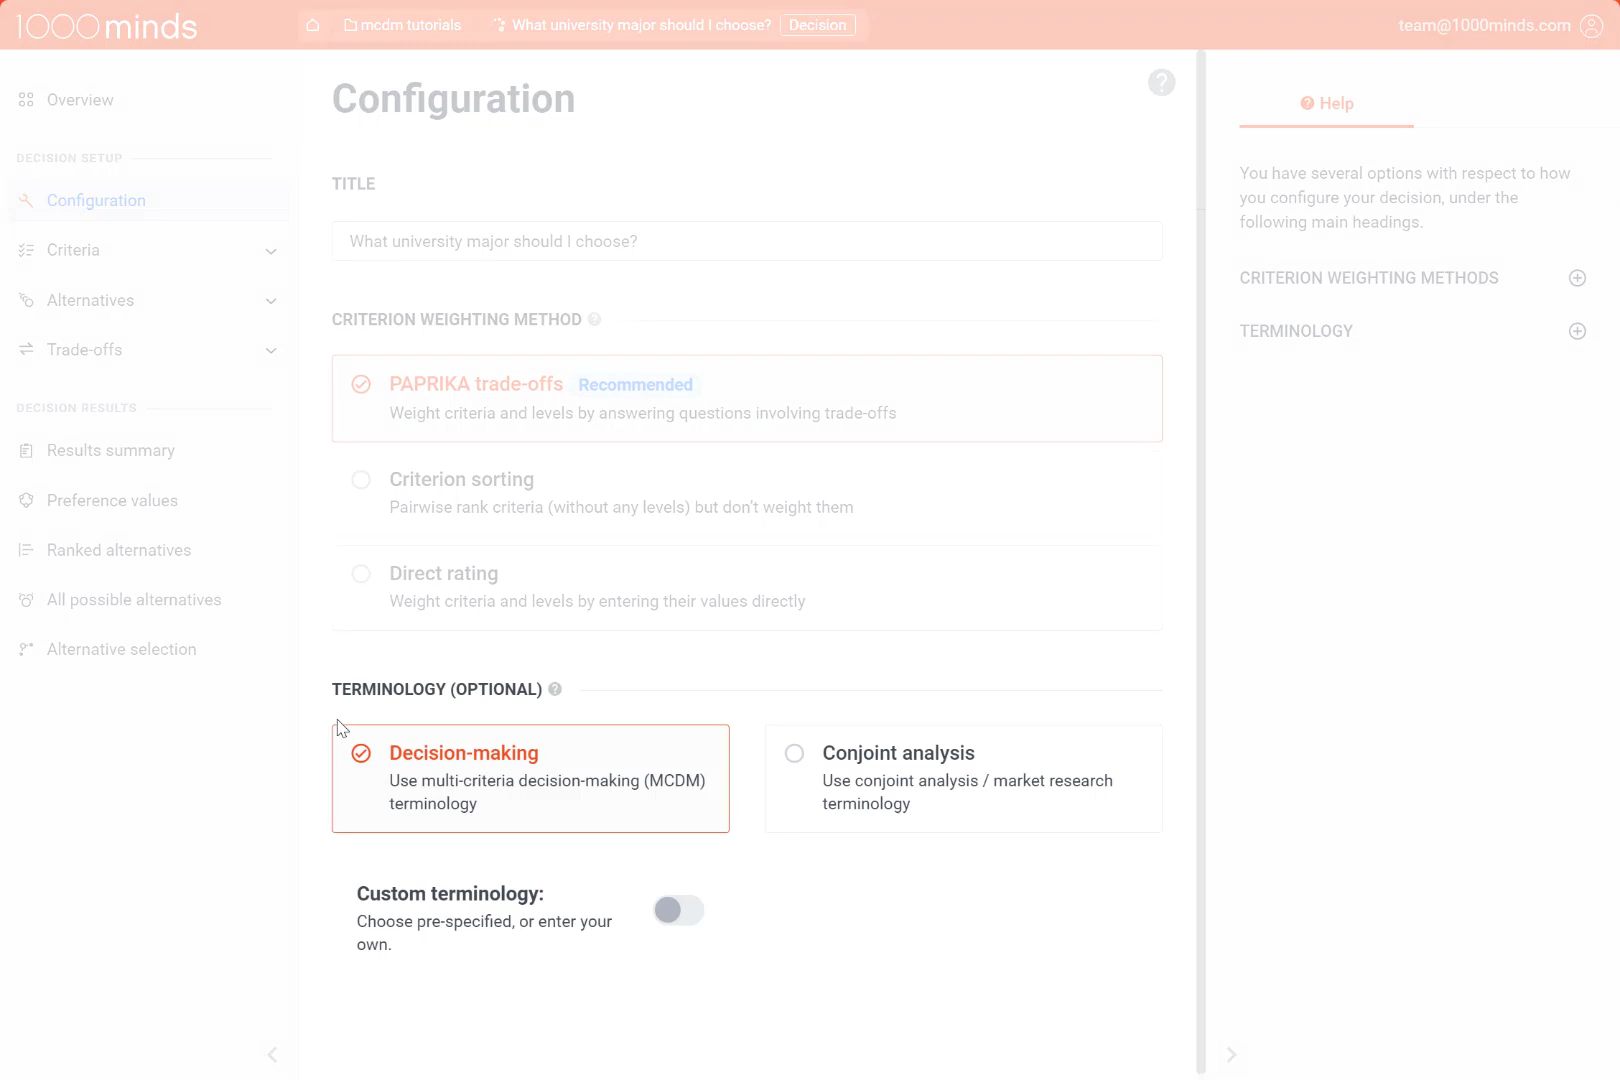 1000minds
mcdm tutorials
What university major should I choose?
Decision
team@1000minds.com
Overview
DECISION SETUP
Configuration
Criteria
Alternatives
Trade-offs
DECISION RESULTS
Results summary
Preference values
Ranked alternatives
All possible alternatives
Alternative selection
Configuration
TITLE
What university major should I choose?
CRITERION WEIGHTING METHOD
PAPRIKA trade-offs Recommended
Weight criteria and levels by answering questions involving trade-offs
Criterion sorting
Pairwise rank criteria (without any levels) but don't weight them
Direct rating
Weight criteria and levels by entering their values directly
TERMINOLOGY (OPTIONAL)
Decision-making
Use multi-criteria decision-making (MCDM)
terminology
Conjoint analysis
Use conjoint analysis / market research
terminology
Custom terminology:
Choose pre-specified, or enter your
own.
Help
You have several options with respect to how
you configure your decision, under the
following main headings.
CRITERION WEIGHTING METHODS
TERMINOLOGY